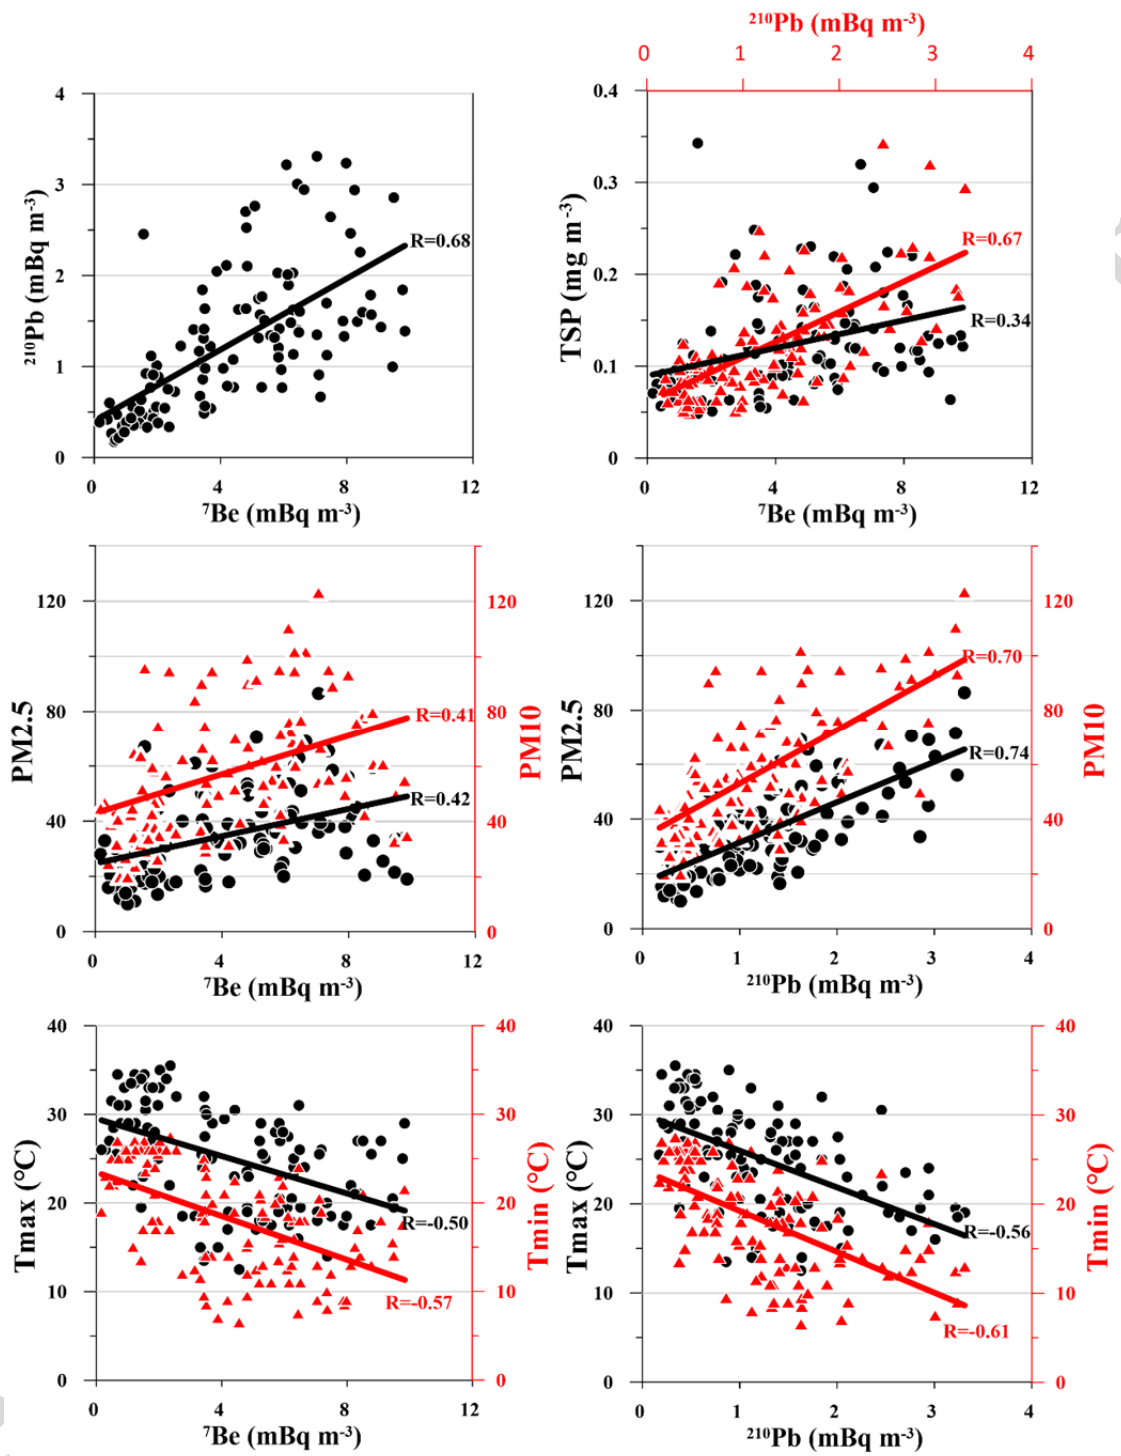 ²¹⁰Pb (mBq m⁻³)
0 1 2 3 4
4
3
2
1
0
²¹⁰Pb (mBq m⁻³)
R=0.68
0 4 8 12
⁷Be (mBq m⁻³)
0.4
0.3
0.2
0.1
0
TSP (mg m⁻³)
R=0.67
R=0.34
0 4 8 12
⁷Be (mBq m⁻³)
120
80
40
0
PM2.5
R=0.41
R=0.42
120
80
40
0
PM10
0 4 8 12
⁷Be (mBq m⁻³)
120
80
40
0
PM2.5
R=0.70
R=0.74
120
80
40
0
PM10
0 1 2 3 4
²¹⁰Pb (mBq m⁻³)
40
30
20
10
0
Tmax (°C)
R=-0.50
R=-0.57
40
30
20
10
0
Tmin (°C)
0 4 8 12
⁷Be (mBq m⁻³)
40
30
20
10
0
Tmax (°C)
R=-0.56
R=-0.61
40
30
20
10
0
Tmin (°C)
0 1 2 3 4
²¹⁰Pb (mBq m⁻³)